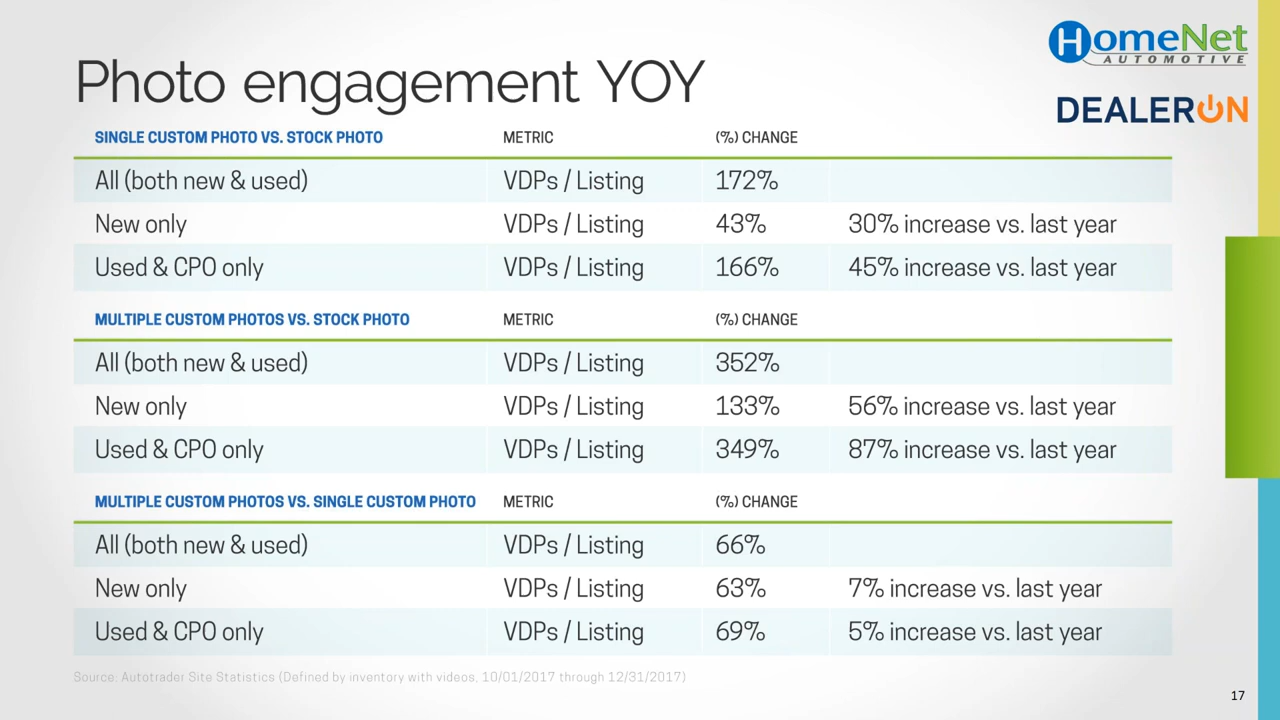 HomeNet
AUTOMOTIVE
Photo engagement YOY
DEALERON
SINGLE CUSTOM PHOTO VS. STOCK PHOTO METRIC (%) CHANGE
All (both new & used) VDPs / Listing 172%
New only VDPs / Listing 43% 30% increase vs. last year
Used & CPO only VDPs / Listing 166% 45% increase vs. last year
MULTIPLE CUSTOM PHOTOS VS. STOCK PHOTO METRIC (%) CHANGE
All (both new & used) VDPs / Listing 352%
New only VDPs / Listing 133% 56% increase vs. last year
Used & CPO only VDPs / Listing 349% 87% increase vs. last year
MULTIPLE CUSTOM PHOTOS VS. SINGLE CUSTOM PHOTO METRIC (%) CHANGE
All (both new & used) VDPs / Listing 66%
New only VDPs / Listing 63% 7% increase vs. last year
Used & CPO only VDPs / Listing 69% 5% increase vs. last year
Source: Autotrader Site Statistics (Defined by inventory with videos, 10/01/2017 through 12/31/2017)
17